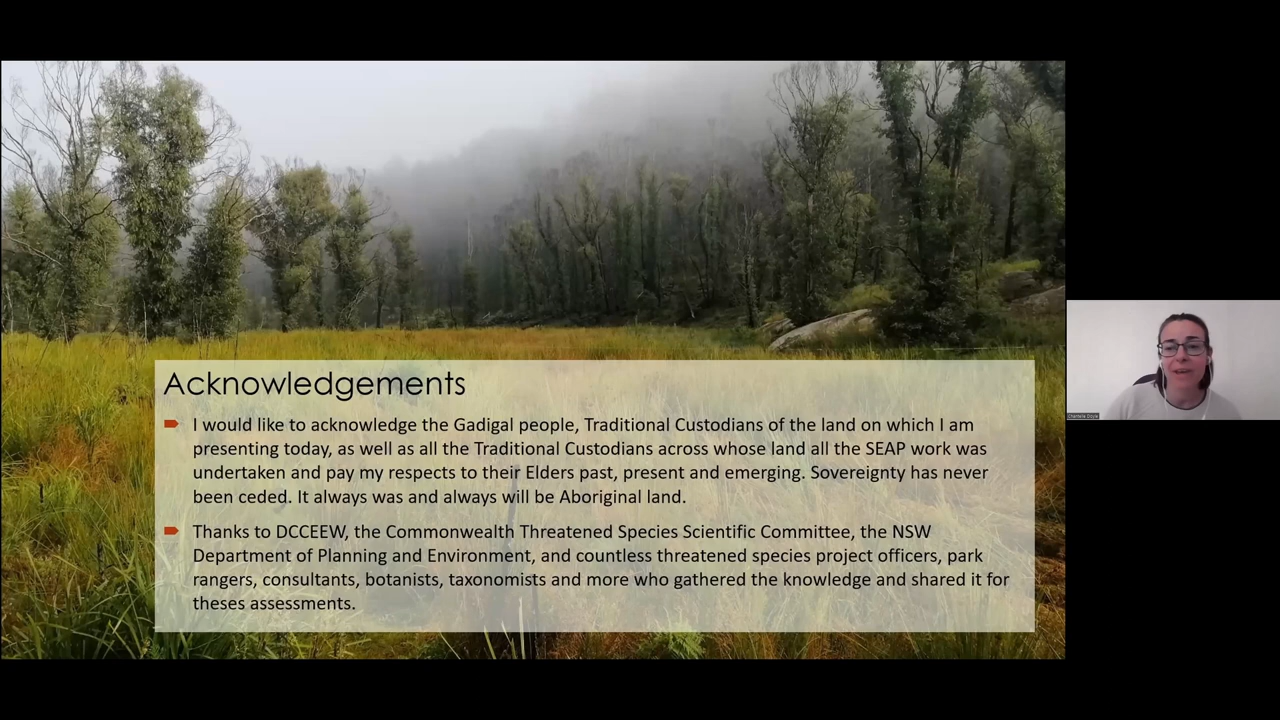 Acknowledgements
I would like to acknowledge the Gadigal people, Traditional Custodians of the land on which I am
presenting today, as well as all the Traditional Custodians across whose land all the SEAP work was
undertaken and pay my respects to their Elders past, present and emerging. Sovereignty has never
been ceded. It always was and always will be Aboriginal land.
Thanks to DCCEEW, the Commonwealth Threatened Species Scientific Committee, the NSW
Department of Planning and Environment, and countless threatened species project officers, park
rangers, consultants, botanists, taxonomists and more who gathered the knowledge and shared it for
theses assessments.
Chantelle Doyle